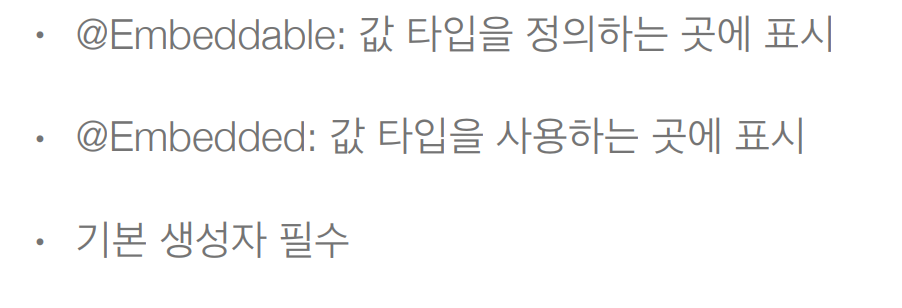 • @Embeddable: 값 타입을 정의하는 곳에 표시
• @Embedded: 값 타입을 사용하는 곳에 표시
• 기본 생성자 필수